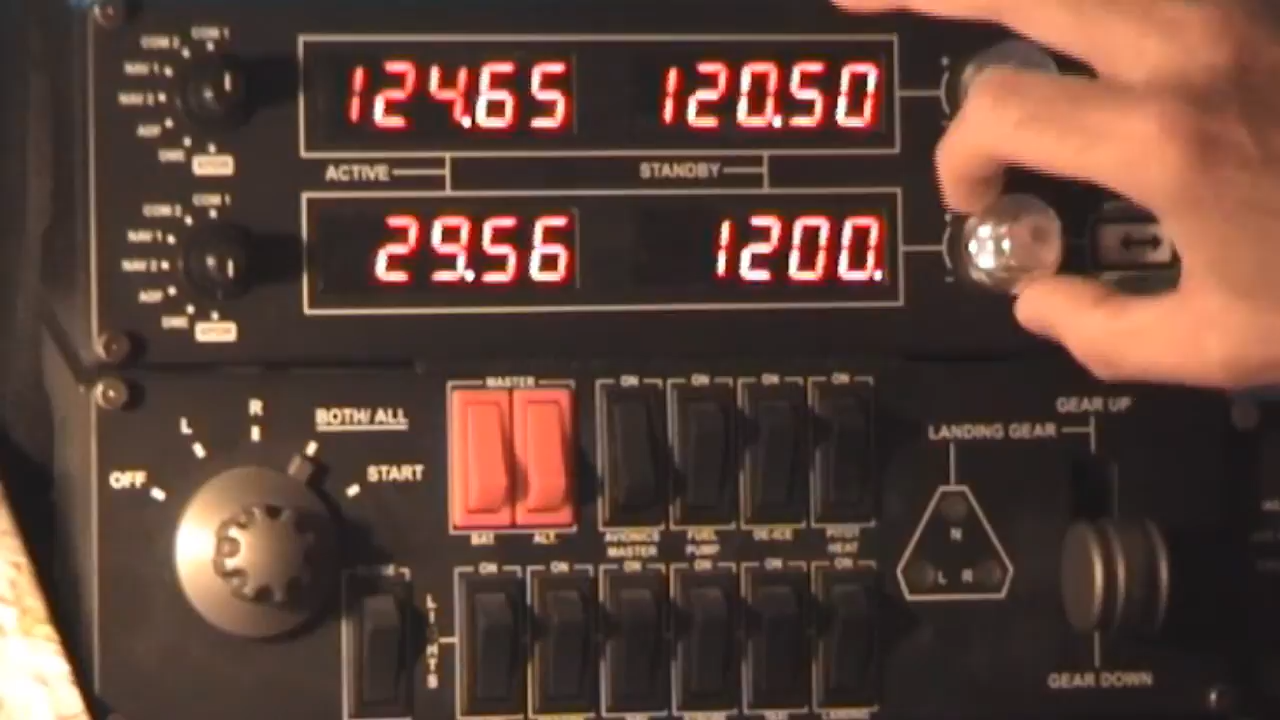 COM 2 COM 1
NAV 1
NAV 2
ADF
DME XPDR
124.65 120.50
ACTIVE STANDBY
COM 2 COM 1
NAV 1
NAV 2
ADF
DME XPDR
29.56 1200.
OFF L R BOTH/ALL START
MASTER ON ON ON ON
BAT. ALT. AVIONICS MASTER FUEL PUMP DE-ICE PITOT HEAT
LIGHTS
ON ON ON ON ON ON
GEAR UP
LANDING GEAR
N
L R
GEAR DOWN
LANDING